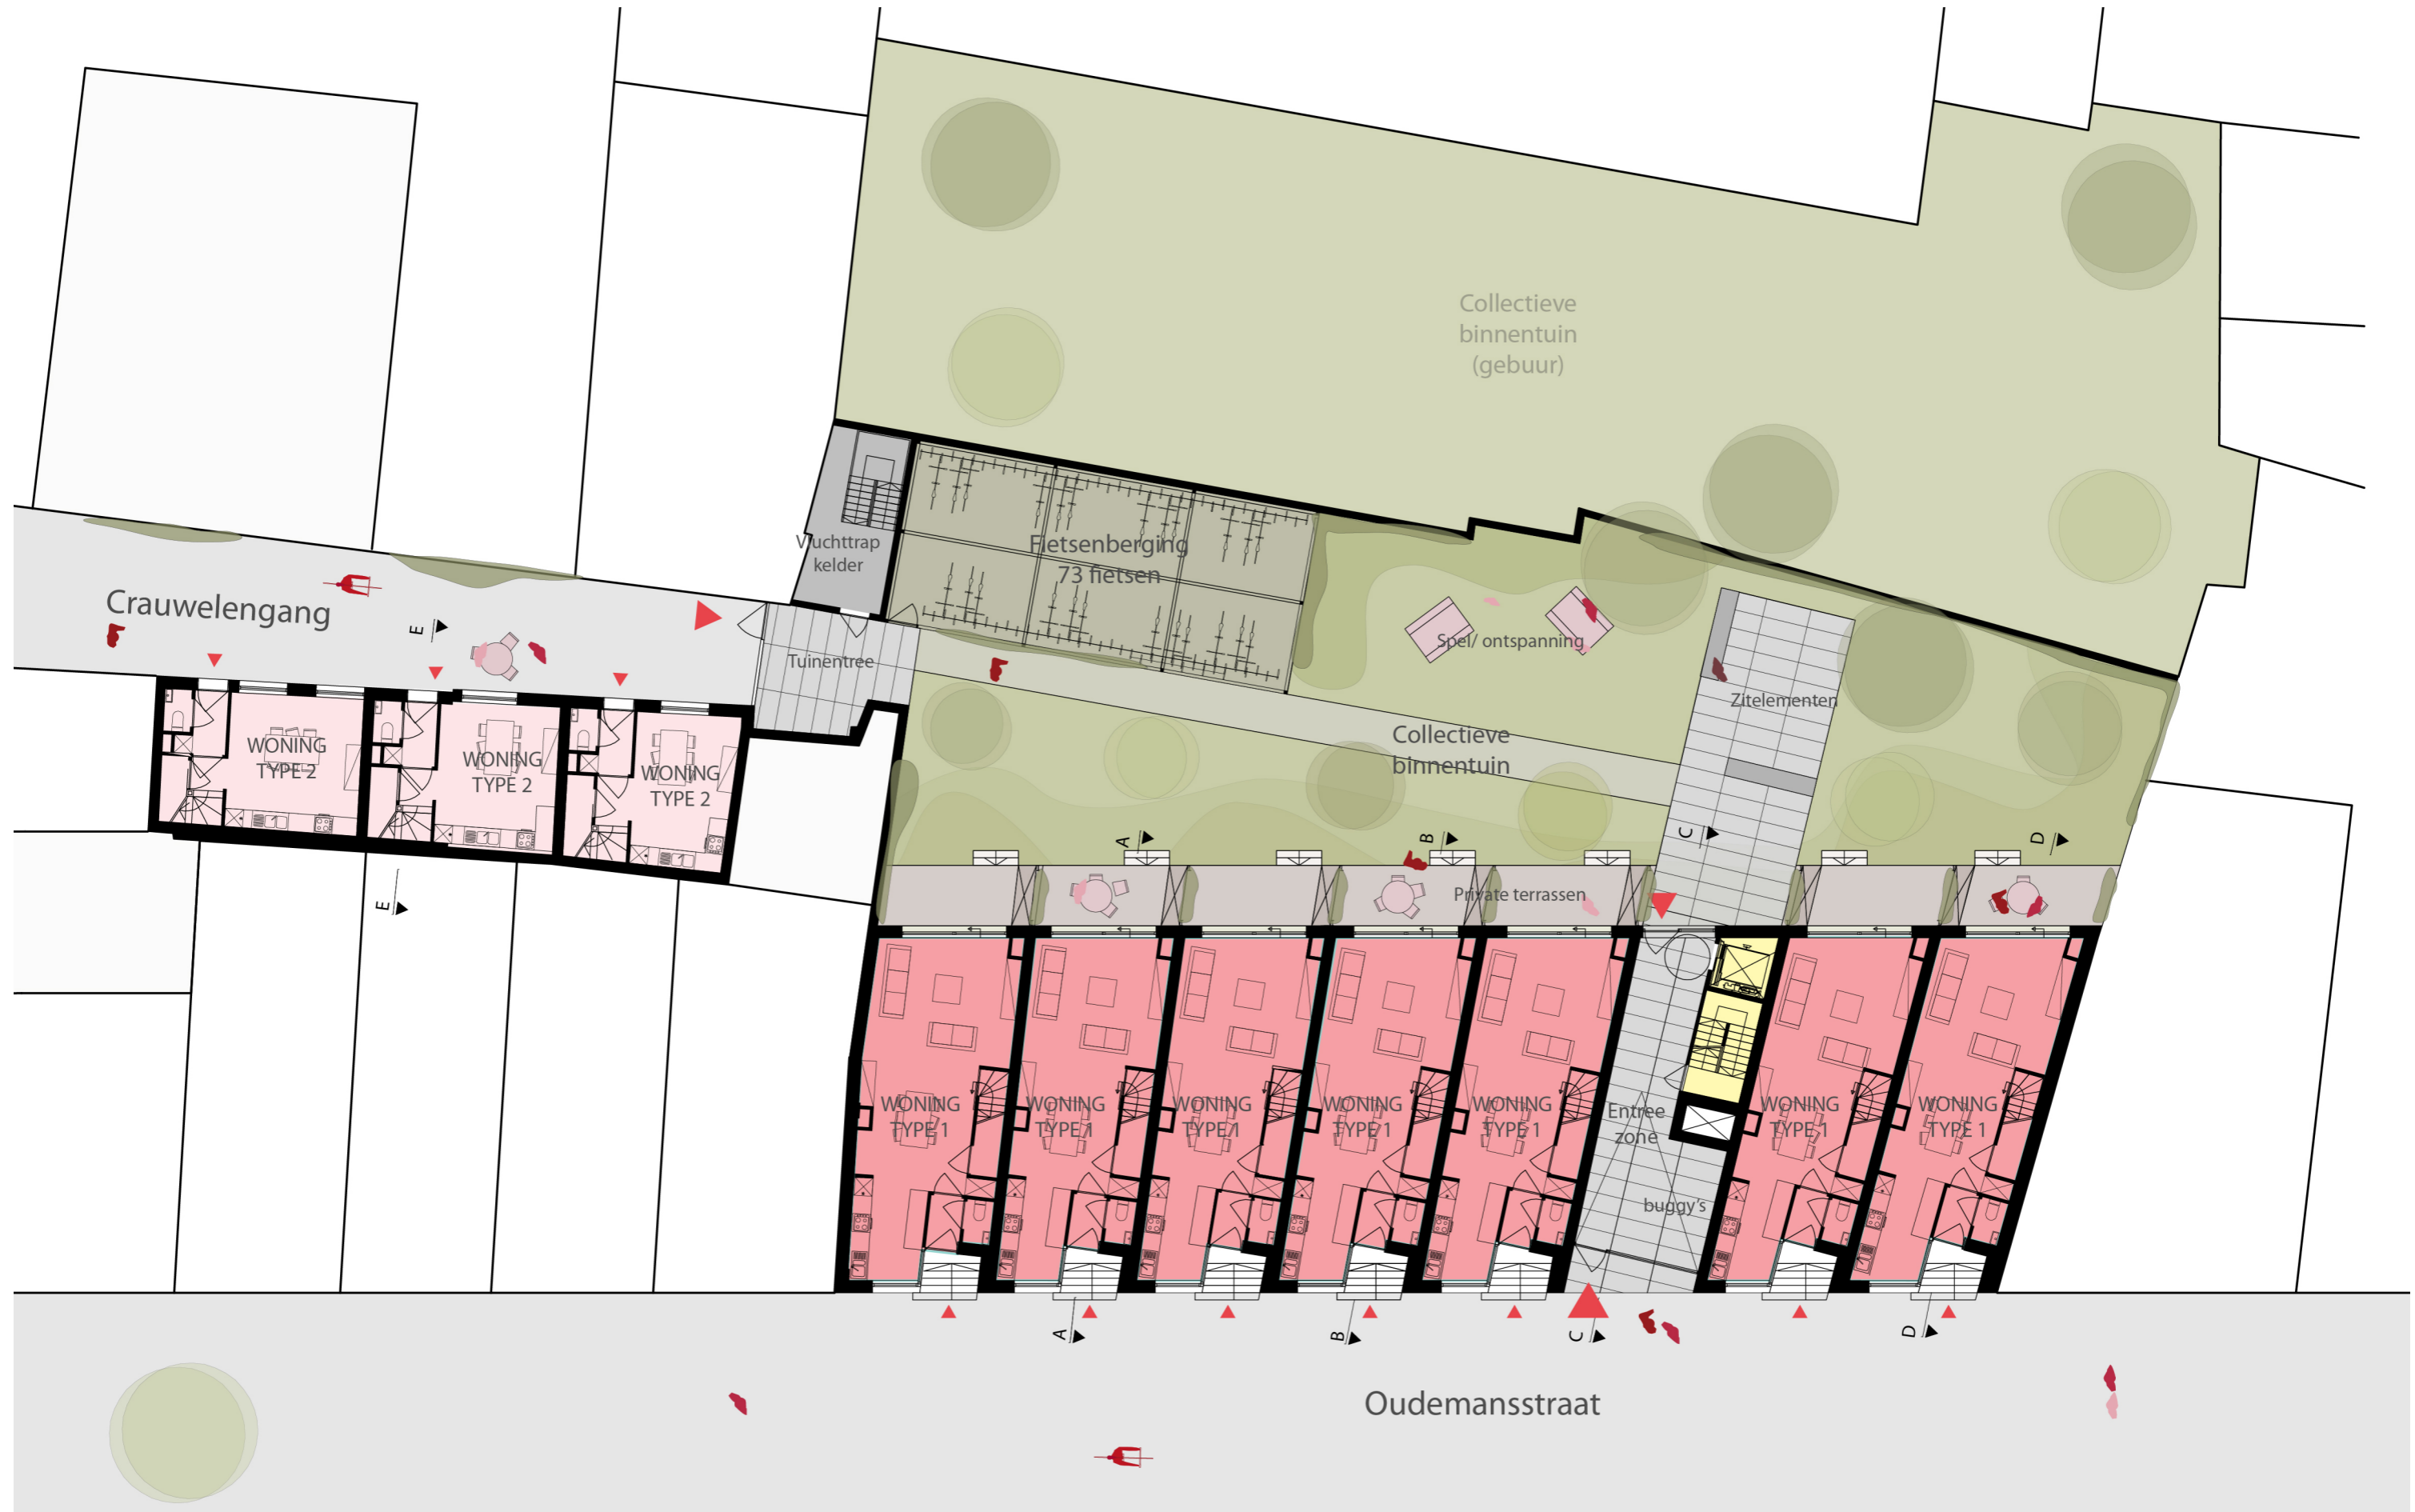 Collectieve
binnentuin
(gebuur)
Vluchttrap
kelder
Fietsenberging
73 fietsen
Crauwelengang
E
Tuinentree
Spel/ ontspanning
Zitelementen
Collectieve
binnentuin
WONING
TYPE 2
WONING
TYPE 2
WONING
TYPE 2
E
A
B
C
D
Private terrassen
WONING
TYPE 1
WONING
TYPE 1
WONING
TYPE 1
WONING
TYPE 1
WONING
TYPE 1
Entree
zone
WONING
TYPE 1
WONING
TYPE 1
buggy's
A
B
C
D
Oudemansstraat